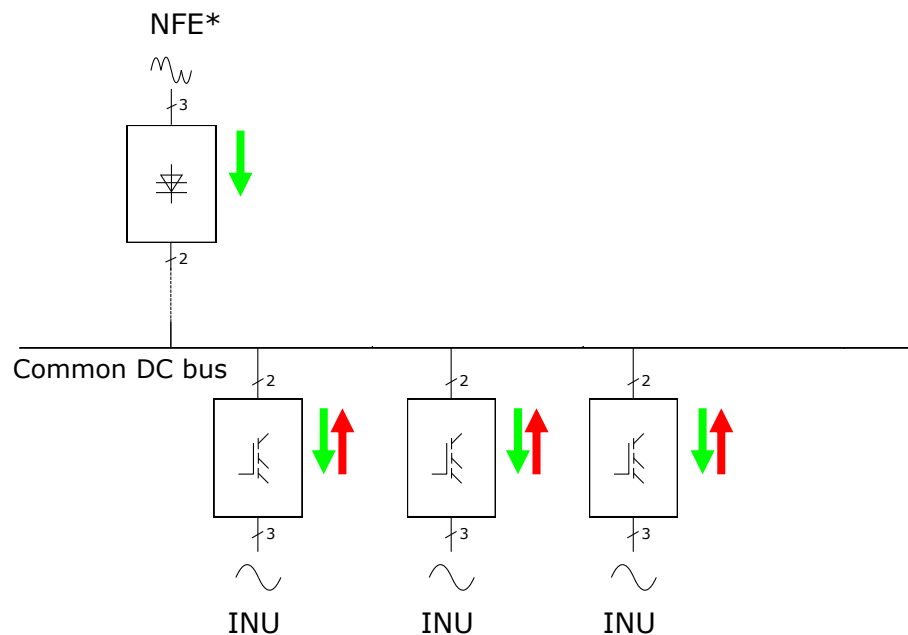 NFE*
3
2
Common DC bus
2 2 2
3 3 3
INU INU INU